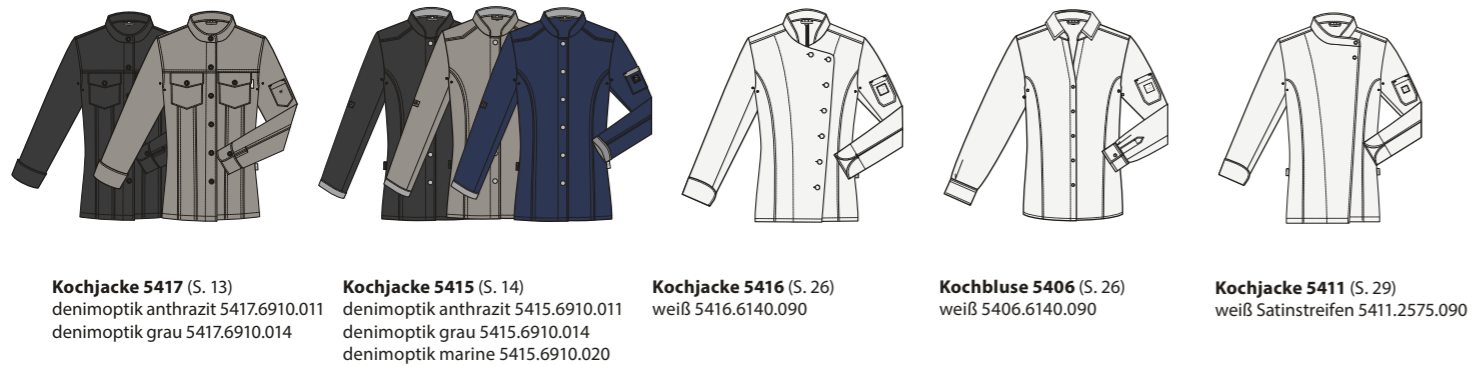 Kochjacke 5417 (S. 13)
denimoptik anthrazit 5417.6910.011
denimoptik grau 5417.6910.014
Kochjacke 5415 (S. 14)
denimoptik anthrazit 5415.6910.011
denimoptik grau 5415.6910.014
denimoptik marine 5415.6910.020
Kochjacke 5416 (S. 26)
weiß 5416.6140.090
Kochbluse 5406 (S. 26)
weiß 5406.6140.090
Kochjacke 5411 (S. 29)
weiß Satinstreifen 5411.2575.090